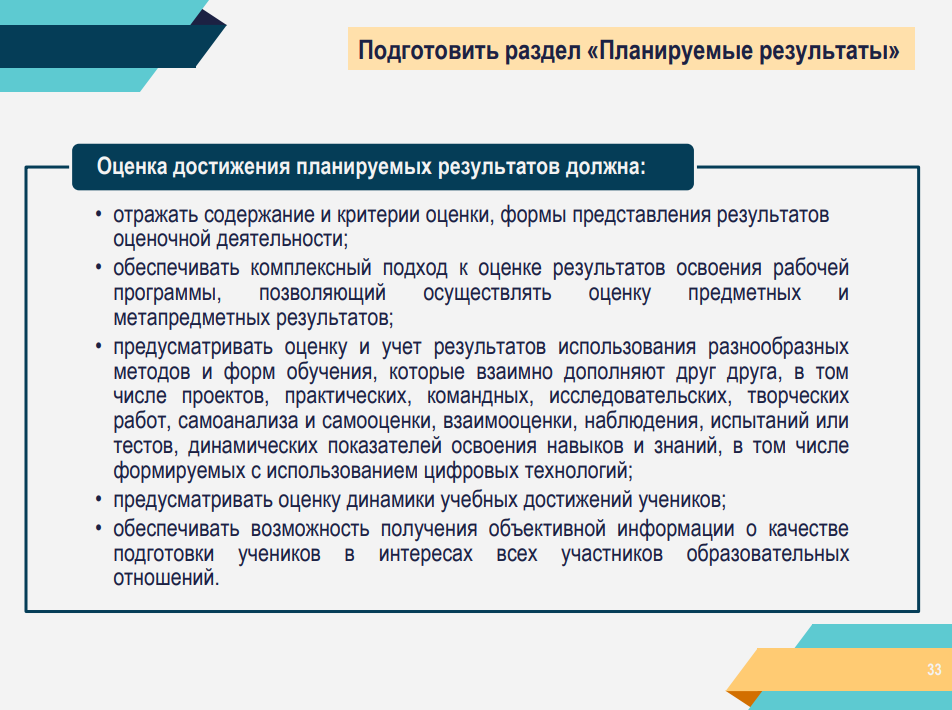 Подготовить раздел «Планируемые результаты»
Оценка достижения планируемых результатов должна:
• отражать содержание и критерии оценки, формы представления результатов
оценочной деятельности;
• обеспечивать комплексный подход к оценке результатов освоения рабочей
программы, позволяющий осуществлять оценку предметных и
метапредметных результатов;
• предусматривать оценку и учет результатов использования разнообразных
методов и форм обучения, которые взаимно дополняют друг друга, в том
числе проектов, практических, командных, исследовательских, творческих
работ, самоанализа и самооценки, взаимооценки, наблюдения, испытаний или
тестов, динамических показателей освоения навыков и знаний, в том числе
формируемых с использованием цифровых технологий;
• предусматривать оценку динамики учебных достижений учеников;
• обеспечивать возможность получения объективной информации о качестве
подготовки учеников в интересах всех участников образовательных
отношений.
33